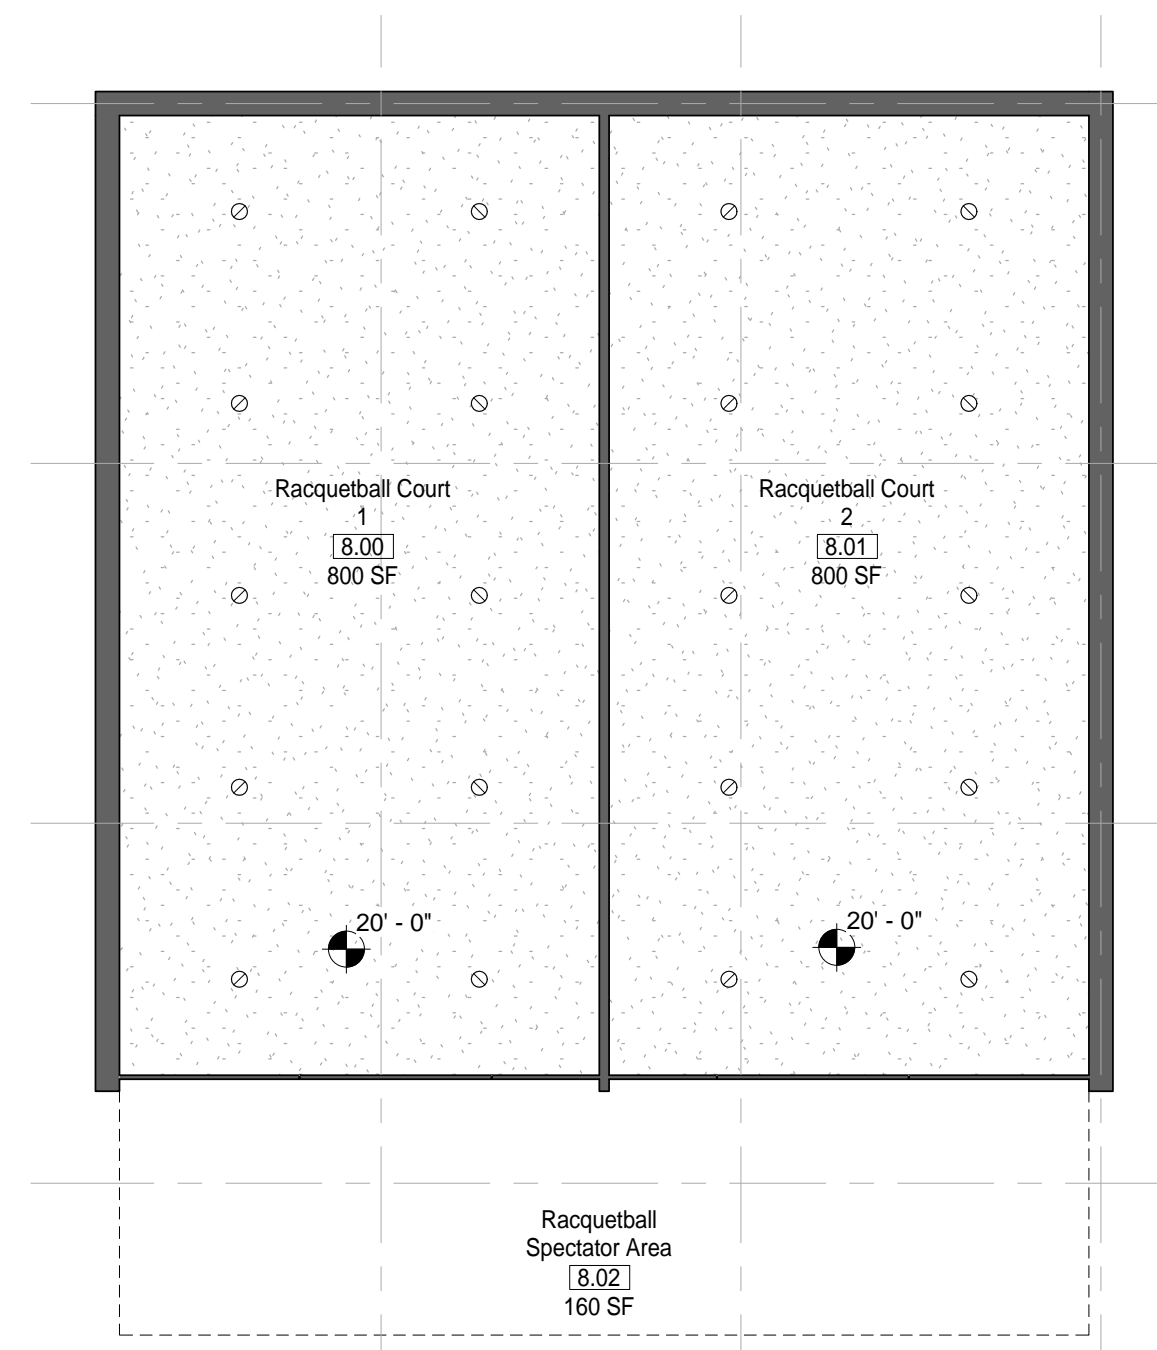 Racquetball Court
1
8.00
800 SF
Racquetball Court
2
8.01
800 SF
20' - 0"
20' - 0"
Racquetball
Spectator Area
8.02
160 SF